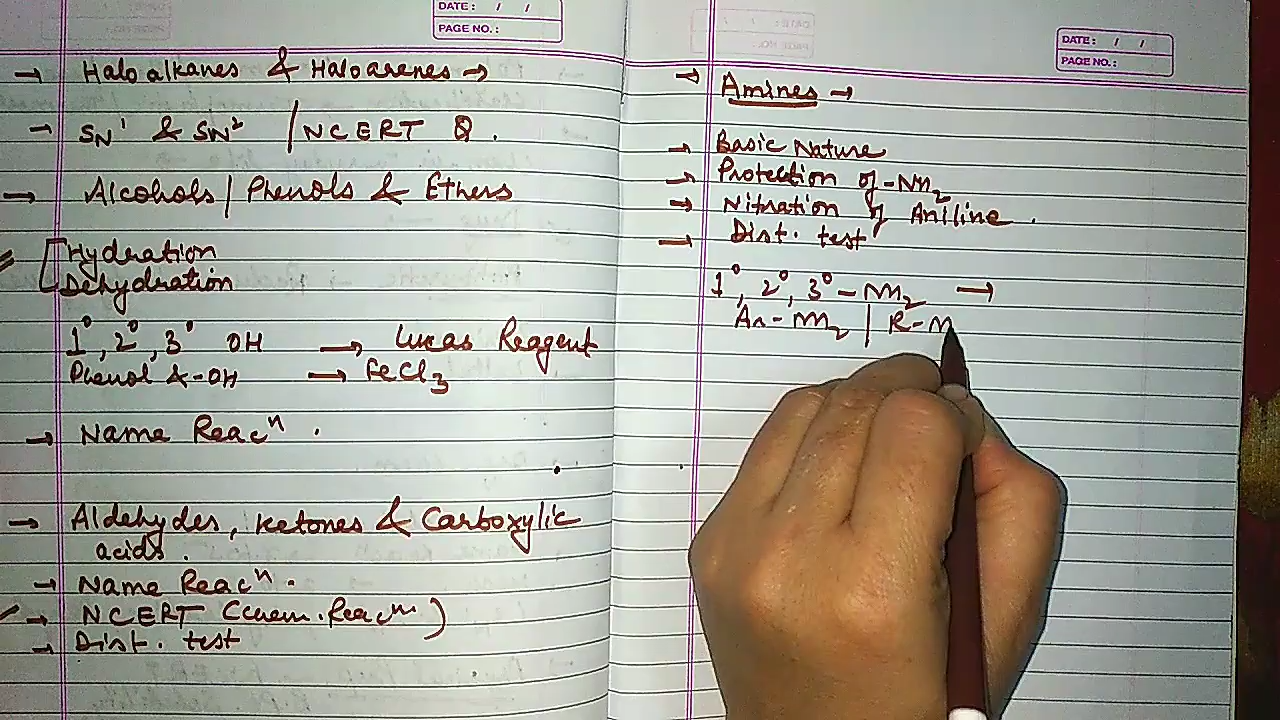 DATE: / /
PAGE NO.:
→ Haloalkanes & Haloarenes →
→ SN¹ & SN² / NCERT Q.
→ Alcohols / Phenols & Ethers
Hydration
Dehydration
1°, 2°, 3° OH → Lucas Reagent
Phenol &-OH → FeCl3
→ Name Reacⁿ.
→ Aldehydes, Ketones & Carboxylic
acids.
→ Name Reacⁿ.
→ NCERT (Chem. Reacⁿ)
→ Dist. test
DATE: / /
PAGE NO.:
→ Amines →
→ Basic Nature
→ Protection of -NH2
→ Nitration of Aniline.
→ Dist. test
1°, 2°, 3° - NH2 →
Ar - NH2 | R-N